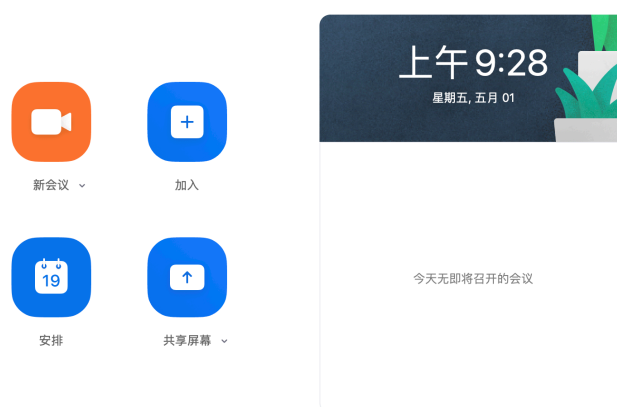 上午 9:28
星期五, 五月 01
新会议
加入
19
安排
共享屏幕
今天无即将召开的会议